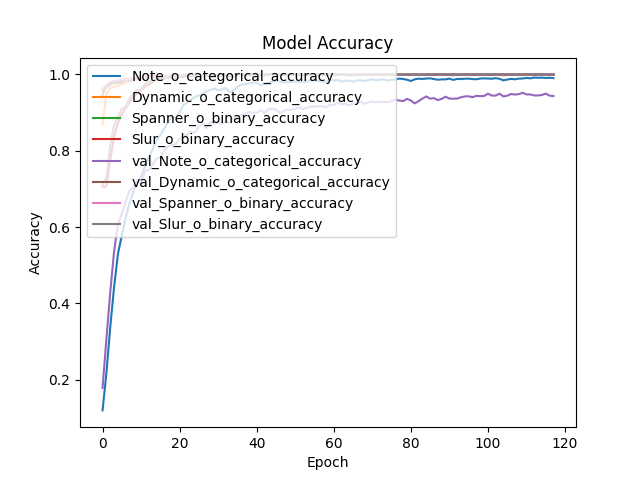 Model Accuracy
1.0
0.8
0.6
0.4
0.2
Accuracy
Note_o_categorical_accuracy
Dynamic_o_categorical_accuracy
Spanner_o_binary_accuracy
Slur_o_binary_accuracy
val_Note_o_categorical_accuracy
val_Dynamic_o_categorical_accuracy
val_Spanner_o_binary_accuracy
val_Slur_o_binary_accuracy
0 20 40 60 80 100 120
Epoch